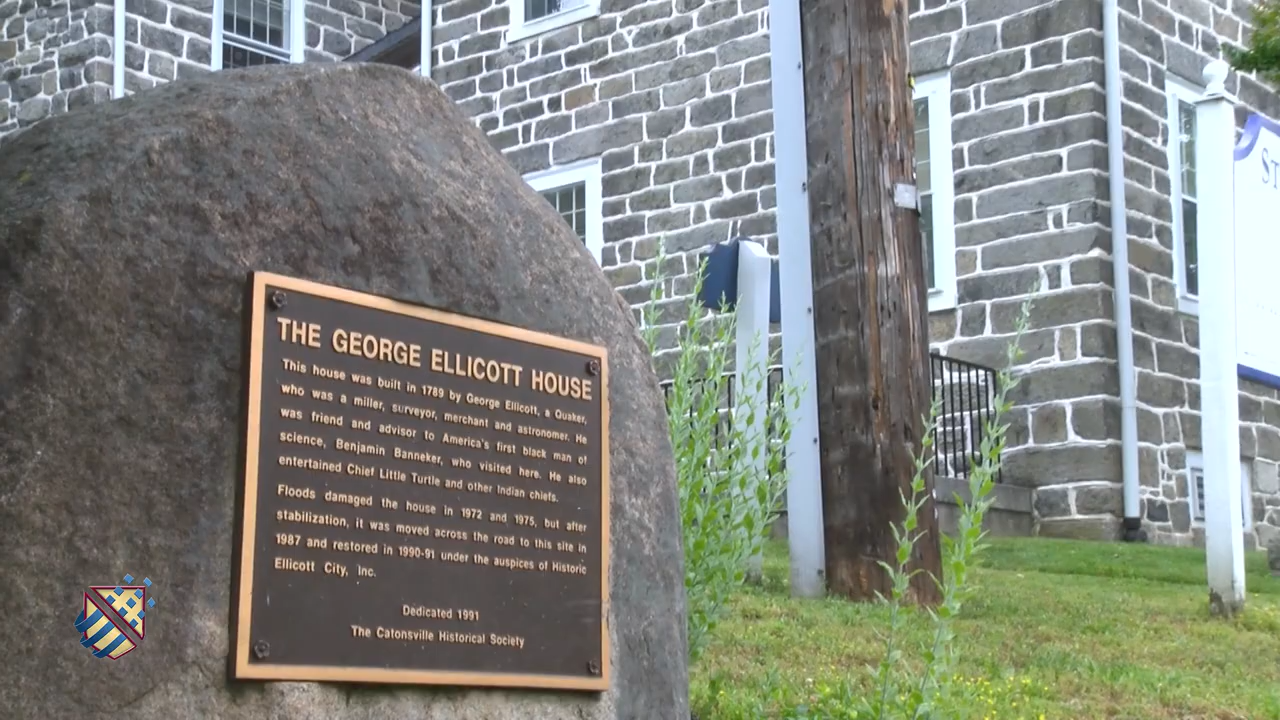 THE GEORGE ELLICOTT HOUSE
This house was built in 1789 by George Ellicott, a Quaker,
who was a miller, surveyor, merchant and astronomer. He
was friend and advisor to America's first black man of
science, Benjamin Banneker, who visited here. He also
entertained Chief Little Turtle and other Indian chiefs.
Floods damaged the house in 1972 and 1975, but after
stabilization, it was moved across the road to this site in
1987 and restored in 1990-91 under the auspices of Historic
Ellicott City, Inc.
Dedicated 1991
The Catonsville Historical Society